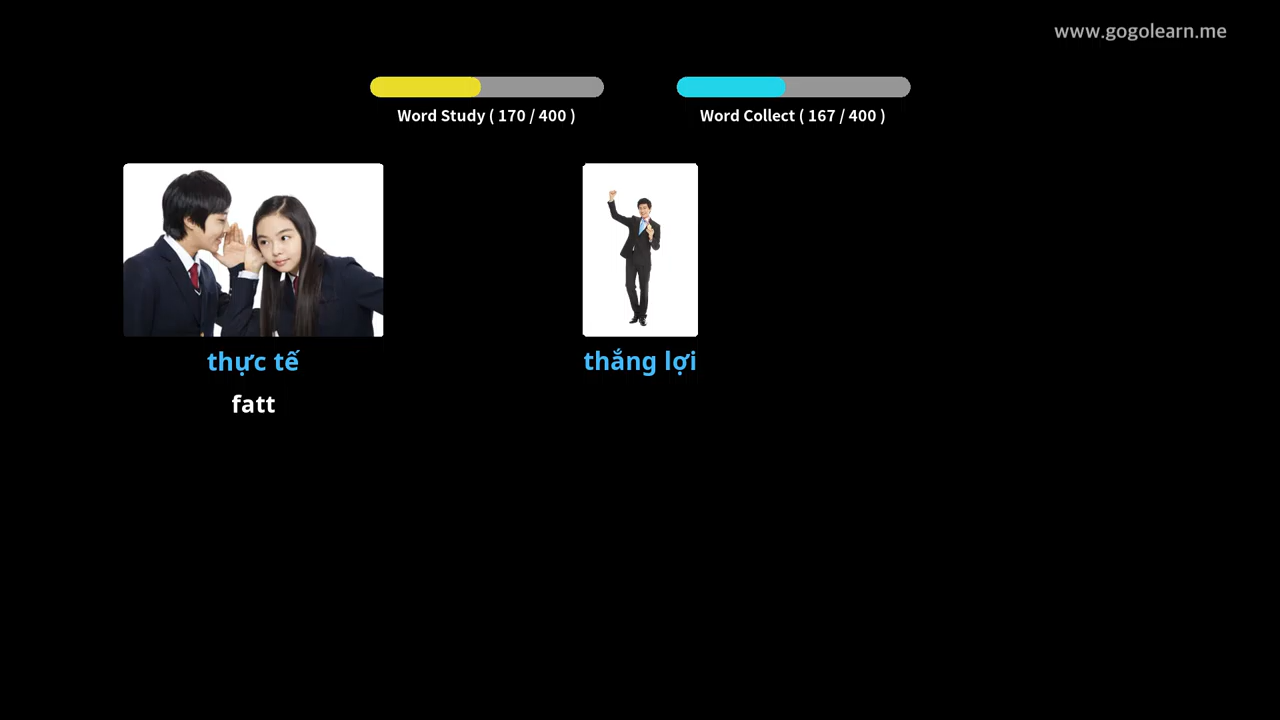 www.gogolearn.me
Word Study ( 170 / 400 )
Word Collect ( 167 / 400 )
thực tế
thắng lợi
fatt